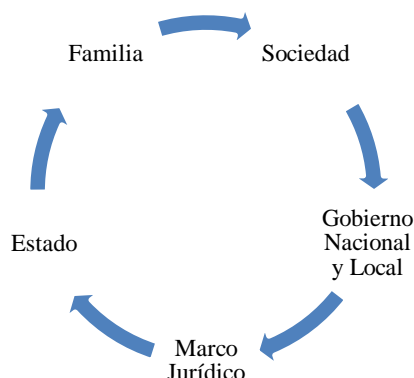 Familia
Sociedad
Gobierno
Nacional
y Local
Marco
Jurídico
Estado